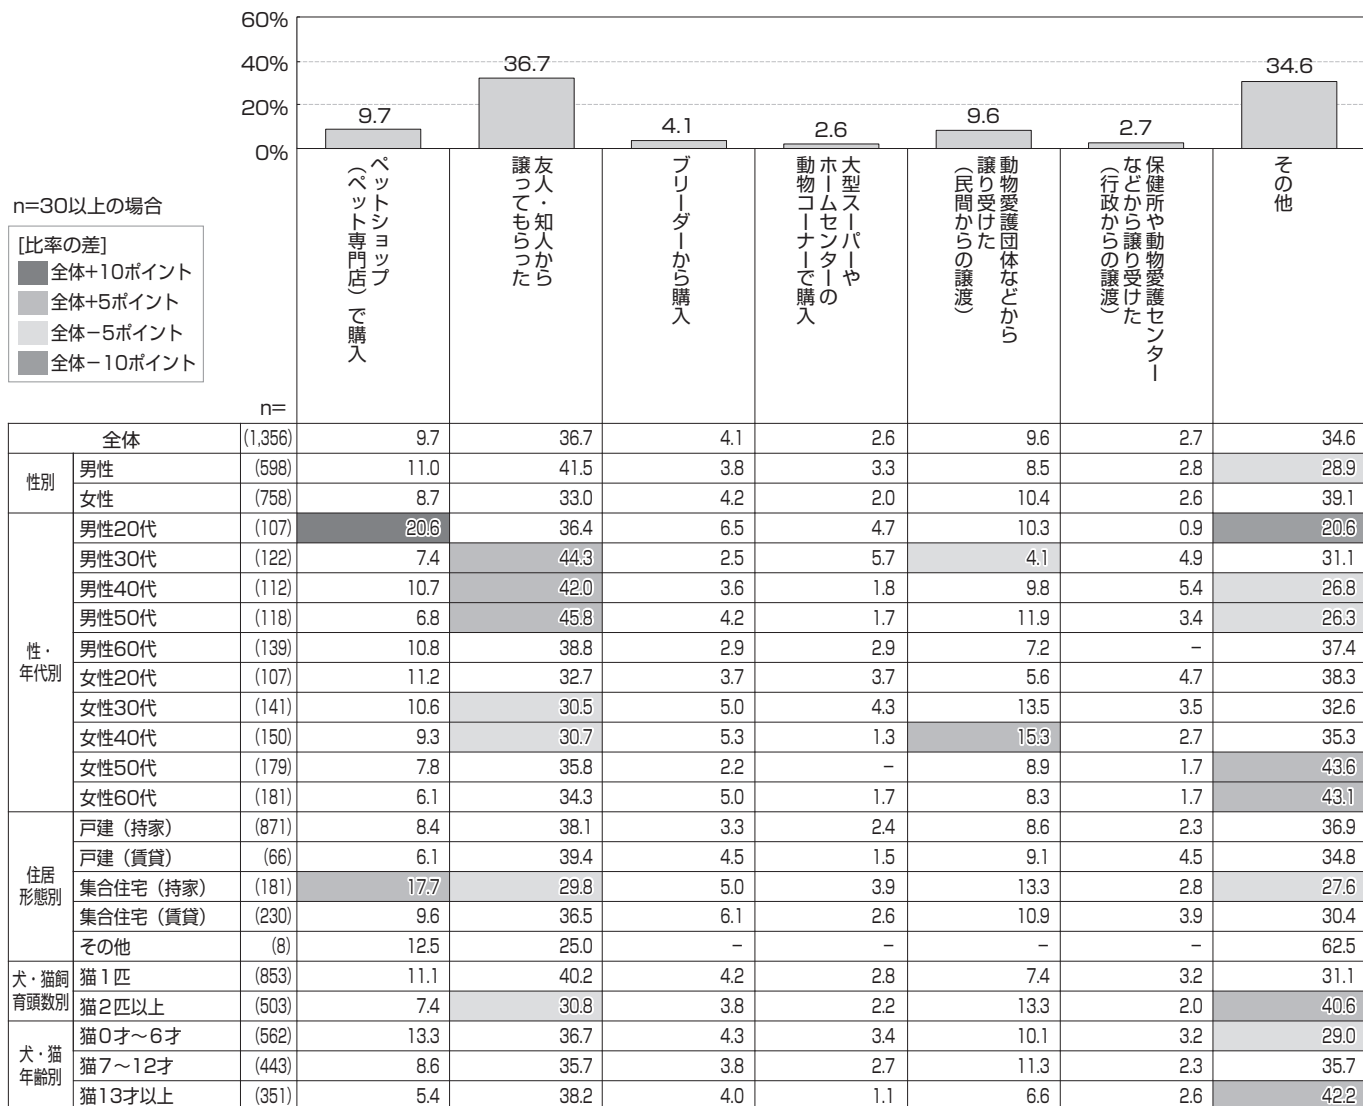 60%
40%
20%
0%
9.7
36.7
4.1
2.6
9.6
2.7
34.6
ペットショップ
（ペット専門店）で購入
友人・知人から
譲ってもらった
ブリーダーから購入
大型スーパーや
ホームセンターの
動物コーナーで購入
動物愛護団体などから
譲り受けた
（民間からの譲渡）
保健所や動物愛護センター
などから譲り受けた
（行政からの譲渡）
その他
n=30以上の場合
[比率の差]
全体+10ポイント
全体+5ポイント
全体−5ポイント
全体−10ポイント
n=
全体 (1,356) 9.7 36.7 4.1 2.6 9.6 2.7 34.6
性別
男性 (598) 11.0 41.5 3.8 3.3 8.5 2.8 28.9
女性 (758) 8.7 33.0 4.2 2.0 10.4 2.6 39.1
性・
年代別
男性20代 (107) 20.6 36.4 6.5 4.7 10.3 0.9 20.6
男性30代 (122) 7.4 44.3 2.5 5.7 4.1 4.9 31.1
男性40代 (112) 10.7 42.0 3.6 1.8 9.8 5.4 26.8
男性50代 (118) 6.8 45.8 4.2 1.7 11.9 3.4 26.3
男性60代 (139) 10.8 38.8 2.9 2.9 7.2 − 37.4
女性20代 (107) 11.2 32.7 3.7 3.7 5.6 4.7 38.3
女性30代 (141) 10.6 30.5 5.0 4.3 13.5 3.5 32.6
女性40代 (150) 9.3 30.7 5.3 1.3 15.3 2.7 35.3
女性50代 (179) 7.8 35.8 2.2 − 8.9 1.7 43.6
女性60代 (181) 6.1 34.3 5.0 1.7 8.3 1.7 43.1
住居
形態別
戸建（持家） (871) 8.4 38.1 3.3 2.4 8.6 2.3 36.9
戸建（賃貸） (66) 6.1 39.4 4.5 1.5 9.1 4.5 34.8
集合住宅（持家） (181) 17.7 29.8 5.0 3.9 13.3 2.8 27.6
集合住宅（賃貸） (230) 9.6 36.5 6.1 2.6 10.9 3.9 30.4
その他 (8) 12.5 25.0 − − − − 62.5
犬・猫飼
育頭数別
猫1匹 (853) 11.1 40.2 4.2 2.8 7.4 3.2 31.1
猫2匹以上 (503) 7.4 30.8 3.8 2.2 13.3 2.0 40.6
犬・猫
年齢別
猫0才〜6才 (562) 13.3 36.7 4.3 3.4 10.1 3.2 29.0
猫7〜12才 (443) 8.6 35.7 3.8 2.7 11.3 2.3 35.7
猫13才以上 (351) 5.4 38.2 4.0 1.1 6.6 2.6 42.2